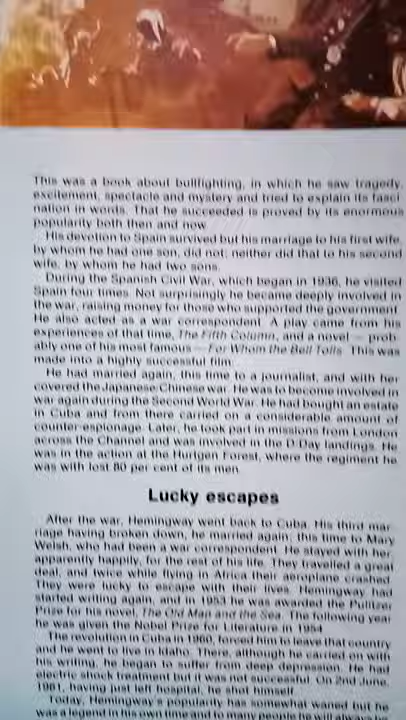 This was a book about bullfighting, in which he saw tragedy,
excitement, spectacle and mystery and tried to explain its fasci-
nation in words. That he succeeded is proved by its enormous
popularity both then and now.
His devotion to Spain survived but his marriage to his first wife,
by whom he had one son, did not; neither did that to his second
wife, by whom he had two sons.
During the Spanish Civil War, which began in 1936, he visited
Spain four times. Not surprisingly he became deeply involved in
the war, raising money for those who supported the government.
He also acted as a war correspondent. A play came from his
experiences of that time, The Fifth Column, and a novel — prob-
ably one of his most famous — For Whom the Bell Tolls. This was
made into a highly successful film.
He had married again, this time to a journalist, and with her
covered the Japanese Chinese war. He was to become involved in
war again during the Second World War. He had bought an estate
in Cuba and from there carried on a considerable amount of
counter-espionage. Later, he took part in missions from London
across the Channel and was involved in the D-Day landings. He
was in the action at the Hurtgen Forest, where the regiment he
was with lost 80 per cent of its men.
Lucky escapes
After the war, Hemingway went back to Cuba. His third mar-
riage having broken down, he married again; this time to Mary
Welsh, who had been a war correspondent. He stayed with her,
apparently happily, for the rest of his life. They travelled a great
deal, and twice while flying in Africa their aeroplane crashed.
They were lucky to escape with their lives. Hemingway had
started writing again, and in 1953 he was awarded the Pulitzer
Prize for his novel, The Old Man and the Sea. The following year
he was given the Nobel Prize for Literature in 1954.
The revolution in Cuba in 1960, forced him to leave that country
and he went to live in Idaho. There, although he carried on with
his writing, he began to suffer from deep depression. He had
electric shock treatment but it was not successful. On 2nd June,
1961, having just left hospital, he shot himself.
Today, Hemingway's popularity has somewhat waned but he
was a legend in his own time and to many people he